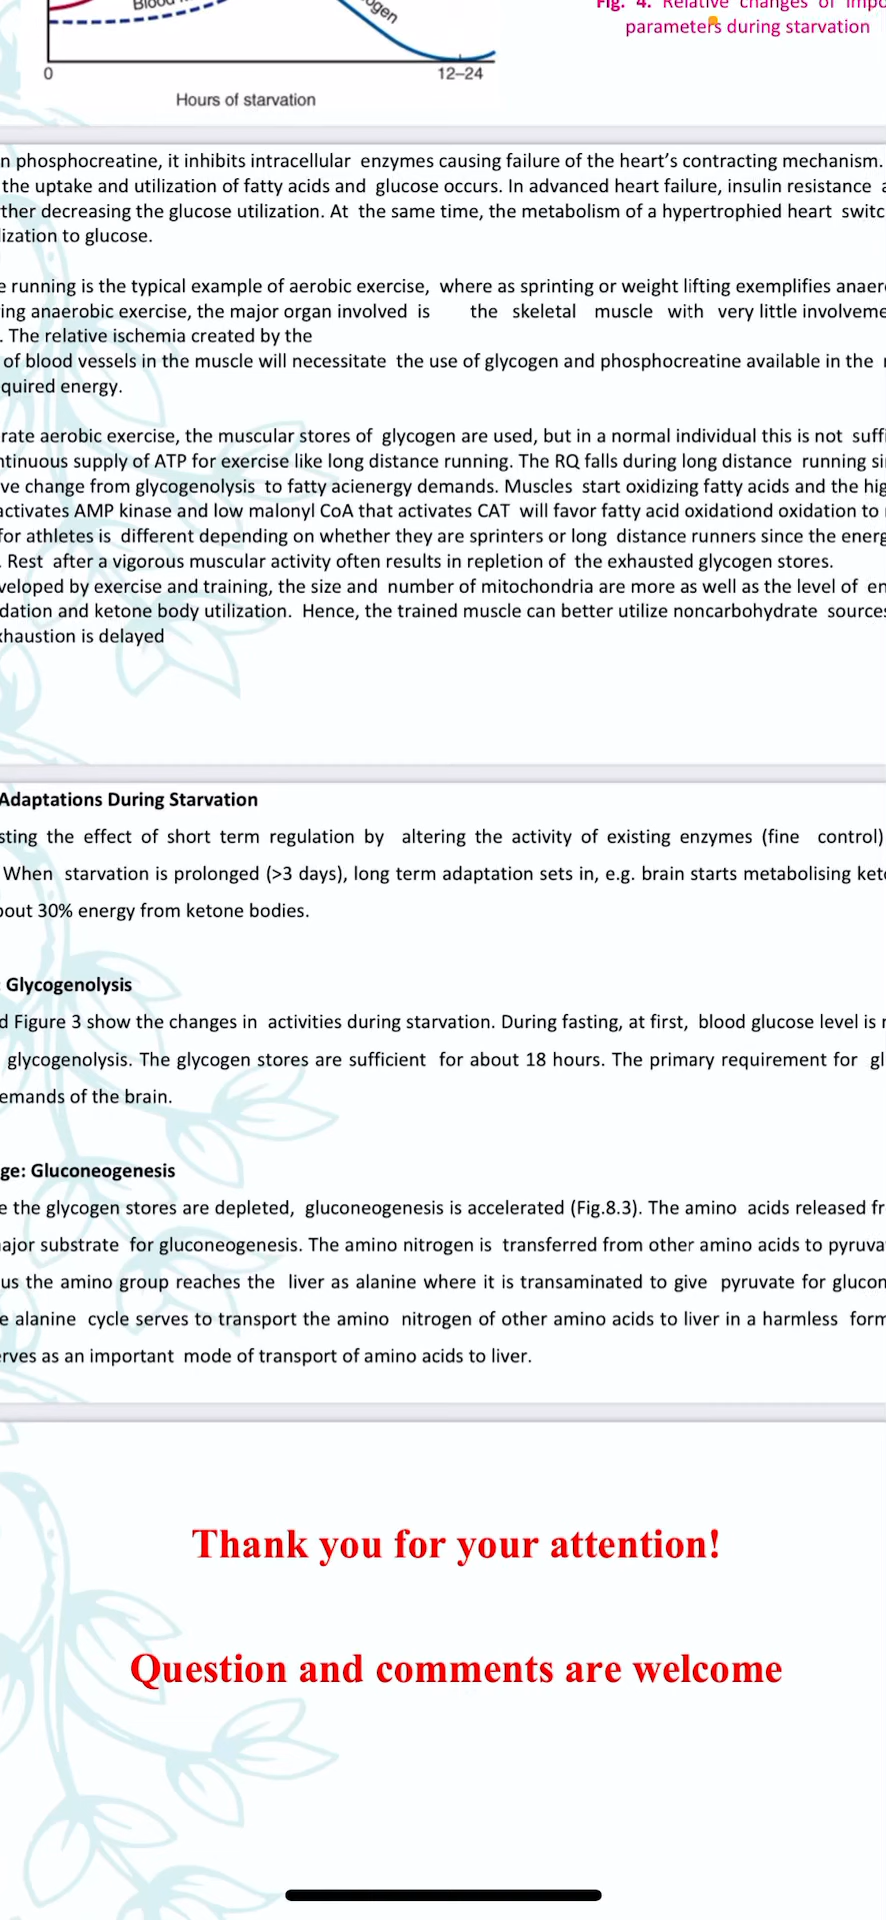 gen
0
12–24
Hours of starvation
Fig. 4. Relative changes of
parameters during starvation
phosphocreatine, it inhibits intracellular enzymes causing failure of the heart's contracting mechanism.
the uptake and utilization of fatty acids and glucose occurs. In advanced heart failure, insulin resistance
ther decreasing the glucose utilization. At the same time, the metabolism of a hypertrophied heart switc
lization to glucose.
e running is the typical example of aerobic exercise, where as sprinting or weight lifting exemplifies anaer
ing anaerobic exercise, the major organ involved is the skeletal muscle with very little involveme
. The relative ischemia created by the
of blood vessels in the muscle will necessitate the use of glycogen and phosphocreatine available in the
quired energy.
rate aerobic exercise, the muscular stores of glycogen are used, but in a normal individual this is not suffi
ntinuous supply of ATP for exercise like long distance running. The RQ falls during long distance running si
ve change from glycogenolysis to fatty acienergy demands. Muscles start oxidizing fatty acids and the hig
activates AMP kinase and low malonyl CoA that activates CAT will favor fatty acid oxidationd oxidation to
for athletes is different depending on whether they are sprinters or long distance runners since the energ
. Rest after a vigorous muscular activity often results in repletion of the exhausted glycogen stores.
veloped by exercise and training, the size and number of mitochondria are more as well as the level of en
dation and ketone body utilization. Hence, the trained muscle can better utilize noncarbohydrate sources
xhaustion is delayed
Adaptations During Starvation
sting the effect of short term regulation by altering the activity of existing enzymes (fine control)
When starvation is prolonged (>3 days), long term adaptation sets in, e.g. brain starts metabolising keto
bout 30% energy from ketone bodies.
: Glycogenolysis
d Figure 3 show the changes in activities during starvation. During fasting, at first, blood glucose level is
glycogenolysis. The glycogen stores are sufficient for about 18 hours. The primary requirement for gl
emands of the brain.
ge: Gluconeogenesis
e the glycogen stores are depleted, gluconeogenesis is accelerated (Fig.8.3). The amino acids released fr
ajor substrate for gluconeogenesis. The amino nitrogen is transferred from other amino acids to pyruva
us the amino group reaches the liver as alanine where it is transaminated to give pyruvate for glucon
e alanine cycle serves to transport the amino nitrogen of other amino acids to liver in a harmless form
erves as an important mode of transport of amino acids to liver.
Thank you for your attention!
Question and comments are welcome